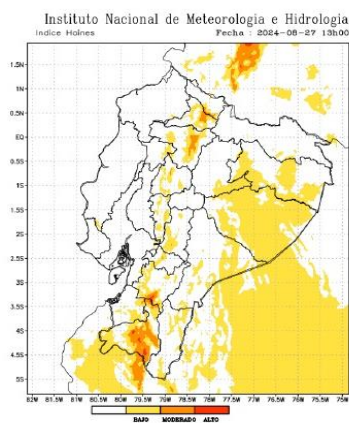 Instituto Nacional de Meteorologia e Hidrologia
Indice Haines
Fecha : 2024-08-27 13h00
1.5N
1N
0.5N
EQ
0.5S
1S
1.5S
2S
2.5S
3S
3.5S
4S
4.5S
5S
82W 81.5W 81W 80.5W 80W 79.5W 79W 78.5W 78W 77.5W 77W 76.5W 76W 75.5W 75W
BAJO MODERADO ALTO